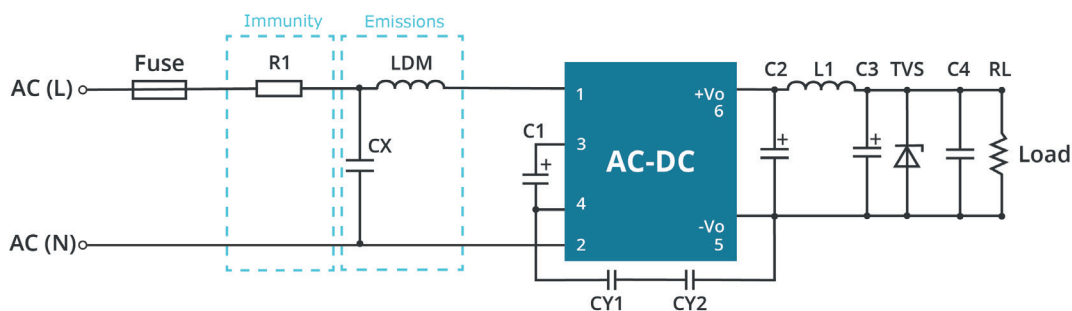 Immunity
Emissions
Fuse
R1
LDM
C2
L1
C3
TVS
C4
RL
AC (L)
1
+Vo
6
C1
CX
3
AC-DC
Load
4
-Vo
5
AC (N)
2
CY1
CY2